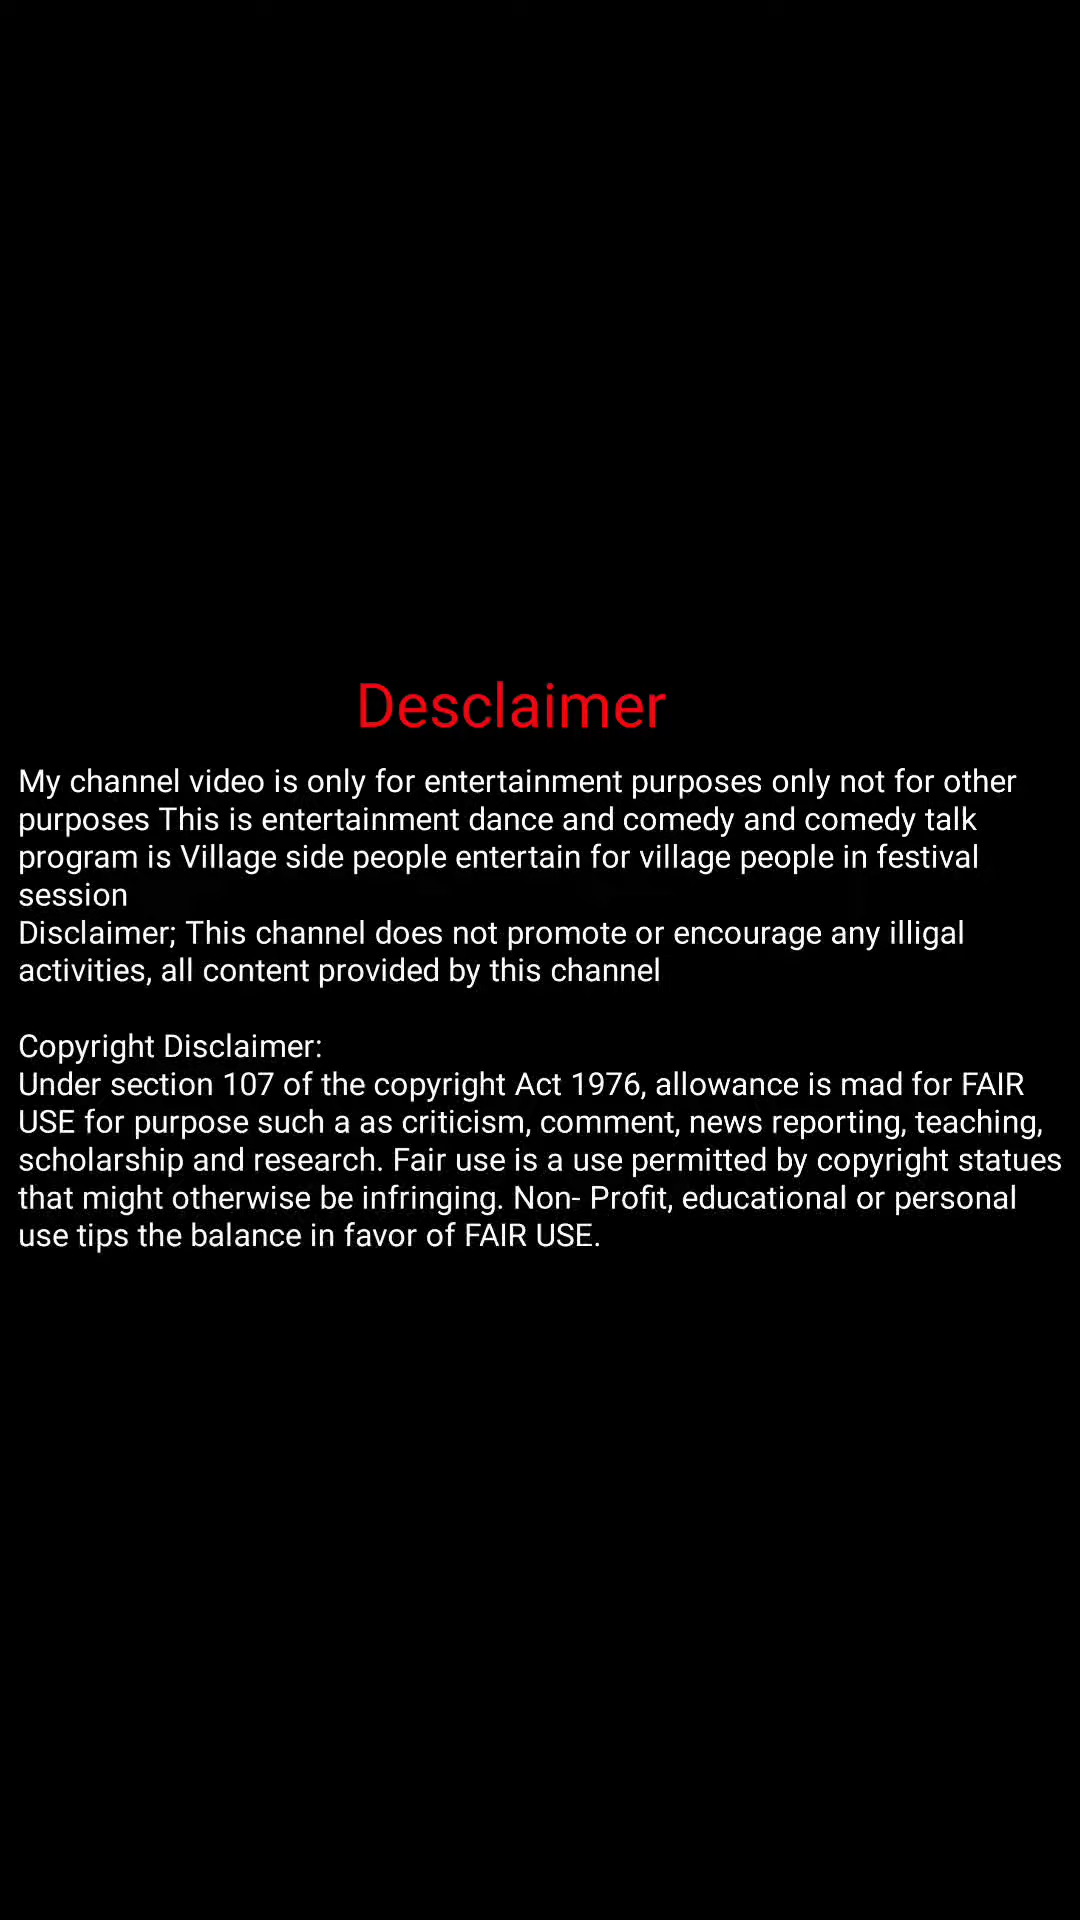 Desclaimer
My channel video is only for entertainment purposes only not for other
purposes This is entertainment dance and comedy and comedy talk
program is Village side people entertain for village people in festival
session
Disclaimer; This channel does not promote or encourage any illigal
activities, all content provided by this channel
Copyright Disclaimer:
Under section 107 of the copyright Act 1976, allowance is mad for FAIR
USE for purpose such a as criticism, comment, news reporting, teaching,
scholarship and research. Fair use is a use permitted by copyright statues
that might otherwise be infringing. Non- Profit, educational or personal
use tips the balance in favor of FAIR USE.